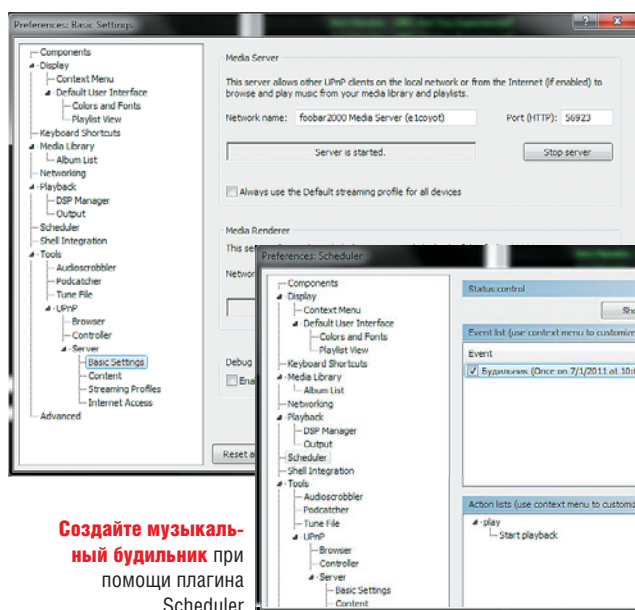 Preferences: Basic Settings
Components
Display
Context Menu
Default User Interface
Colors and Fonts
Playlist View
Keyboard Shortcuts
Media Library
Album List
Networking
Playback
DSP Manager
Output
Scheduler
Shell Integration
Tools
Audioscrobbler
Podcatcher
Tune File
UPnP
Browser
Controller
Server
Basic Settings
Content
Streaming Profiles
Internet Access
Advanced
Media Server
This server allows other UPnP clients on the local network or from the Internet (if enabled) to
browse and play music from your media library and playlists.
Network name: foobar2000 Media Server (e1coyot) Port (HTTP): 56923
Server is started. Stop server
Always use the Default streaming profile for all devices
Media Renderer
This se
Networ
Debug
Ena
Reset a
Preferences: Scheduler
Components
Display
Context Menu
Default User Interface
Colors and Fonts
Playlist View
Keyboard Shortcuts
Media Library
Album List
Networking
Playback
DSP Manager
Output
Scheduler
Shell Integration
Tools
Audioscrobbler
Podcatcher
Tune File
UPnP
Browser
Controller
Server
Basic Settings
Content
Status control
Sho
Event list (use context menu to customize
Event
Будильник (Once on 7/1/2011 at 10:
Action lists (use context menu to customiz
play
Start playback
Создайте музыкаль-
ный будильник при
помощи плагина
Scheduler